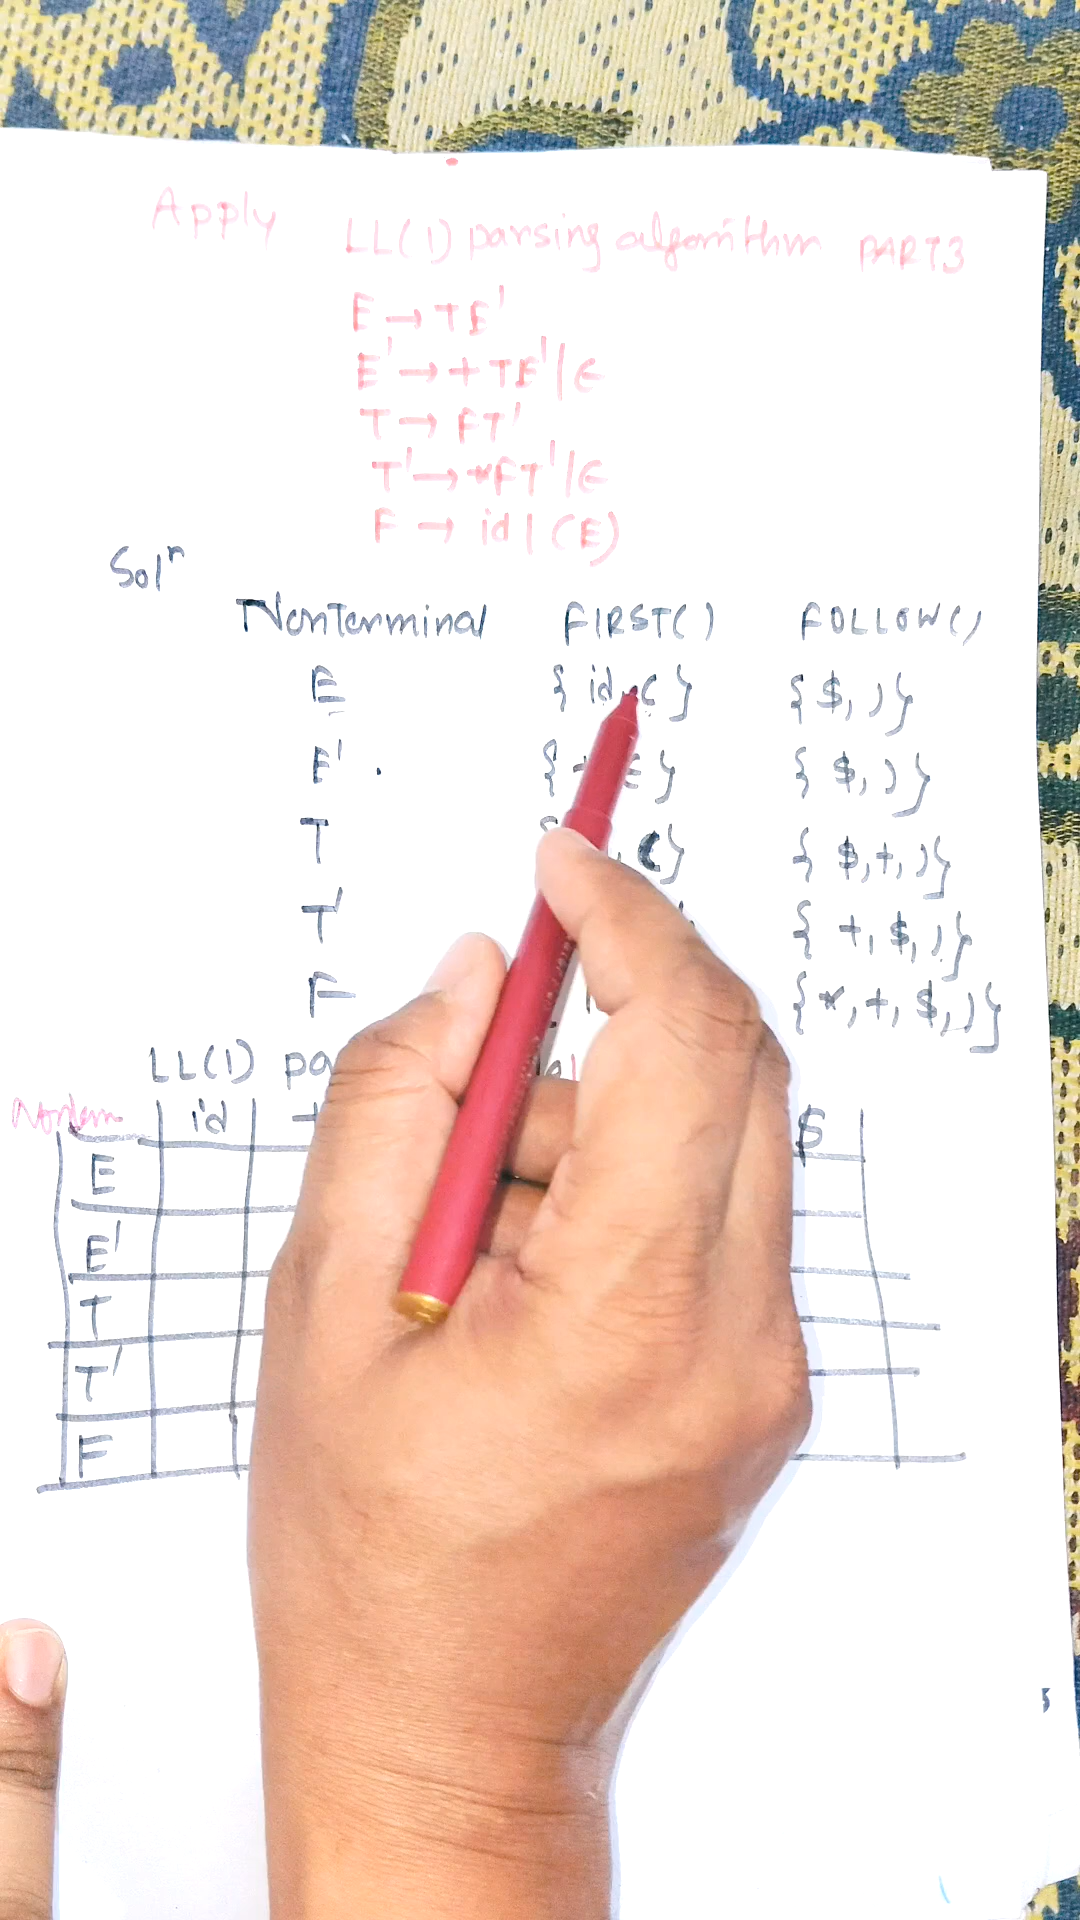 Apply LL(1) parsing algorithm PART3
E → TE'
E' → +TE'|ϵ
T → FT'
T' → *FT'|ϵ
F → id|(E)
Solⁿ
Nonterminal FIRST() FOLLOW()
E { id, ( } { $, ) }
E' . { $, ) }
T , ( } { $, +, ) }
T' { +, $, ) }
F { *, +, $, ) }
LL(1)
Nonterm id + $
E
E'
T
T'
F